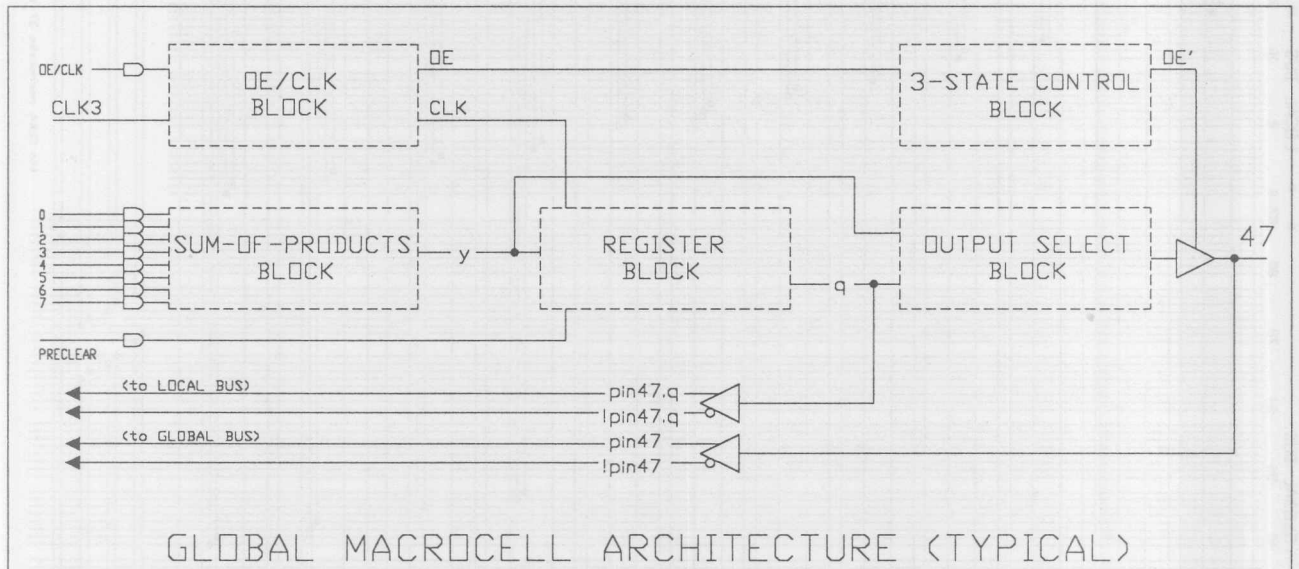 OE/CLK
CLK3
OE/CLK
BLOCK
OE
CLK
3-STATE CONTROL
BLOCK
OE'
0
1
2
3
4
5
6
7
SUM-OF-PRODUCTS
BLOCK
y
REGISTER
BLOCK
q
OUTPUT SELECT
BLOCK
47
PRECLEAR
(to LOCAL BUS)
pin47.q
!pin47.q
(to GLOBAL BUS)
pin47
!pin47
GLOBAL MACROCELL ARCHITECTURE (TYPICAL)